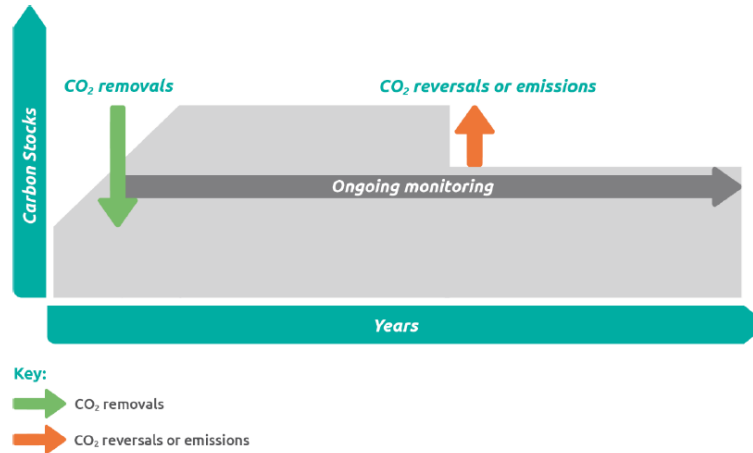 CO₂ removals
CO₂ reversals or emissions
Carbon Stocks
Ongoing monitoring
Years
Key:
CO₂ removals
CO₂ reversals or emissions